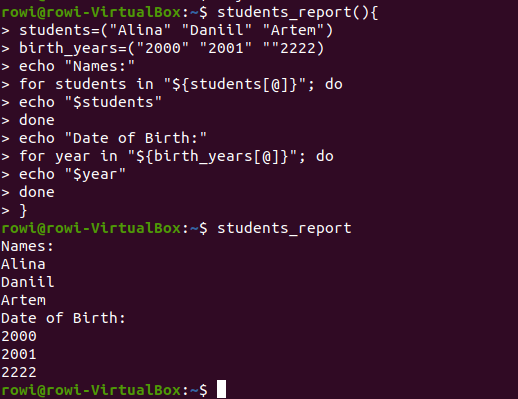 rowi@rowi-VirtualBox:~$ students_report(){
> students=("Alina" "Daniil" "Artem")
> birth_years=("2000" "2001" ""2222)
> echo "Names:"
> for students in "${students[@]}"; do
> echo "$students"
> done
> echo "Date of Birth:"
> for year in "${birth_years[@]}"; do
> echo "$year"
> done
> }
rowi@rowi-VirtualBox:~$ students_report
Names:
Alina
Daniil
Artem
Date of Birth:
2000
2001
2222
rowi@rowi-VirtualBox:~$